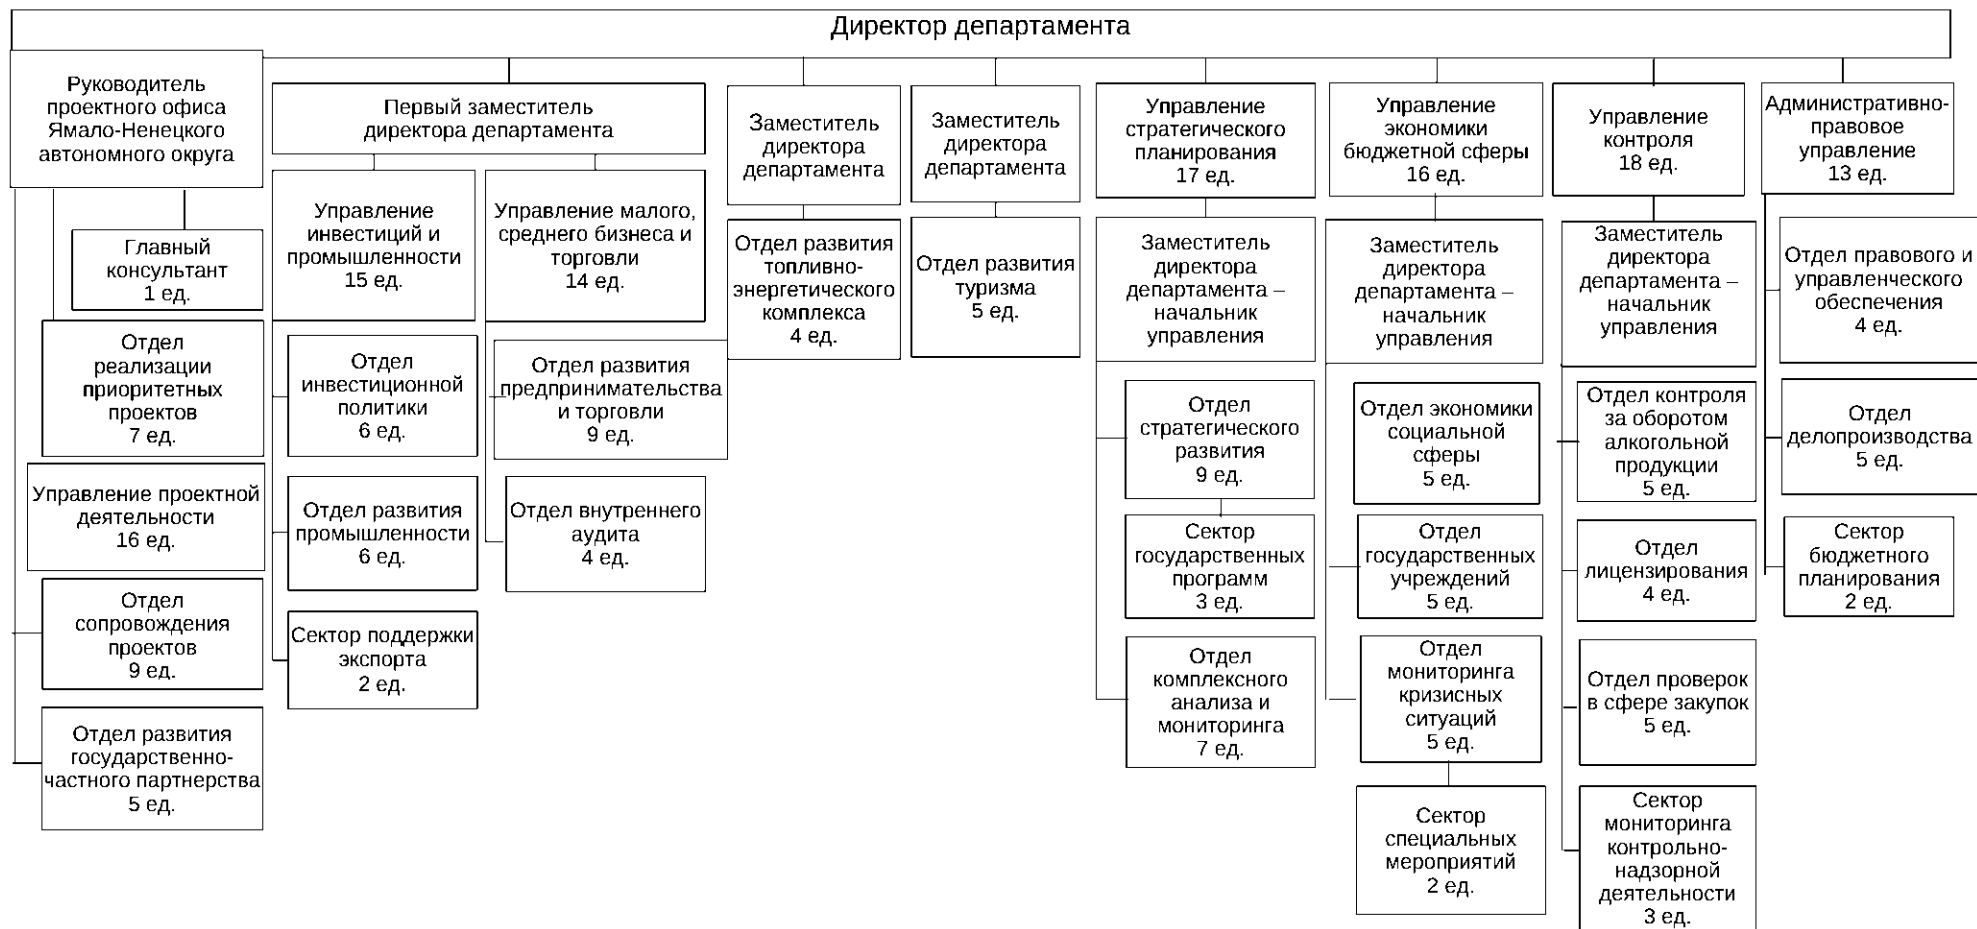 Директор департамента
Руководитель
проектного офиса
Ямало-Ненецкого
автономного округа
Главный
консультант
1 ед.
Отдел
реализации
приоритетных
проектов
7 ед.
Управление проектной
деятельности
16 ед.
Отдел
сопровождения
проектов
9 ед.
Отдел развития
государственно-
частного партнерства
5 ед.
Первый заместитель
директора департамента
Управление
инвестиций и
промышленности
15 ед.
Отдел
инвестиционной
политики
6 ед.
Отдел развития
промышленности
6 ед.
Сектор поддержки
экспорта
2 ед.
Управление малого,
среднего бизнеса и
торговли
14 ед.
Отдел развития
предпринимательства
и торговли
9 ед.
Отдел внутреннего
аудита
4 ед.
Заместитель
директора
департамента
Отдел развития
топливно-
энергетического
комплекса
4 ед.
Заместитель
директора
департамента
Отдел развития
туризма
5 ед.
Управление
стратегического
планирования
17 ед.
Заместитель
директора
департамента –
начальник
управления
Отдел
стратегического
развития
9 ед.
Сектор
государственных
программ
3 ед.
Отдел
комплексного
анализа и
мониторинга
7 ед.
Управление
экономики
бюджетной сферы
16 ед.
Заместитель
директора
департамента –
начальник
управления
Отдел экономики
социальной
сферы
5 ед.
Отдел
государственных
учреждений
5 ед.
Отдел
мониторинга
кризисных
ситуаций
5 ед.
Сектор
специальных
мероприятий
2 ед.
Управление
контроля
18 ед.
Заместитель
директора
департамента –
начальник
управления
Отдел контроля
за оборотом
алкогольной
продукции
5 ед.
Отдел
лицензирования
4 ед.
Отдел проверок
в сфере закупок
5 ед.
Сектор
мониторинга
контрольно-
надзорной
деятельности
3 ед.
Административно-
правовое
управление
13 ед.
Отдел правового и
управленческого
обеспечения
4 ед.
Отдел
делопроизводства
5 ед.
Сектор
бюджетного
планирования
2 ед.